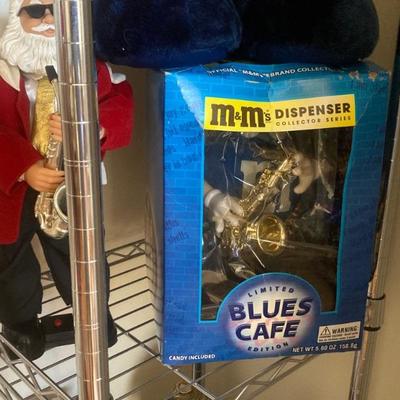 OFFICIAL "M&M's" BRAND COLLEC
m&m's DISPENSER
COLLECTOR SERIES
LIMITED
BLUES
CAFE
EDITION
WARNING
CANDY INCLUDED
NET WT 5.60 OZ 158.8g